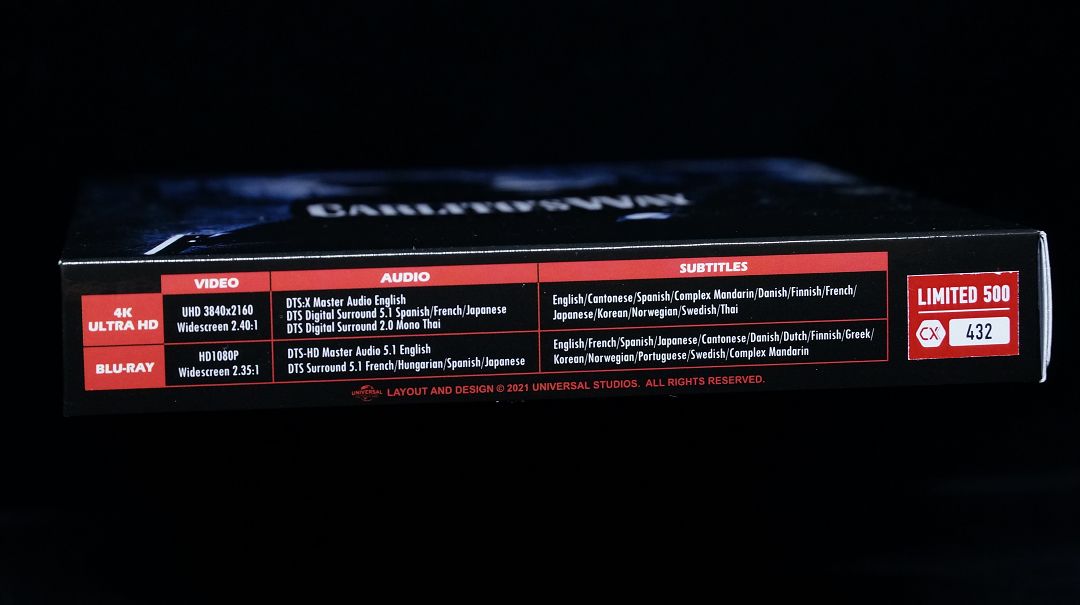 CARLITO'S WAY
VIDEO
AUDIO
SUBTITLES
4K
ULTRA HD
UHD 3840x2160
Widescreen 2.40:1
DTS:X Master Audio English
DTS Digital Surround 5.1 Spanish/French/Japanese
DTS Digital Surround 2.0 Mono Thai
English/Cantonese/Spanish/Complex Mandarin/Danish/Finnish/French/
Japanese/Korean/Norwegian/Swedish/Thai
BLU-RAY
HD1080P
Widescreen 2.35:1
DTS-HD Master Audio 5.1 English
DTS Surround 5.1 French/Hungarian/Spanish/Japanese
English/French/Spanish/Japanese/Cantonese/Danish/Dutch/Finnish/Greek/
Korean/Norwegian/Portuguese/Swedish/Complex Mandarin
UNIVERSAL LAYOUT AND DESIGN © 2021 UNIVERSAL STUDIOS. ALL RIGHTS RESERVED.
LIMITED 500
CX 432